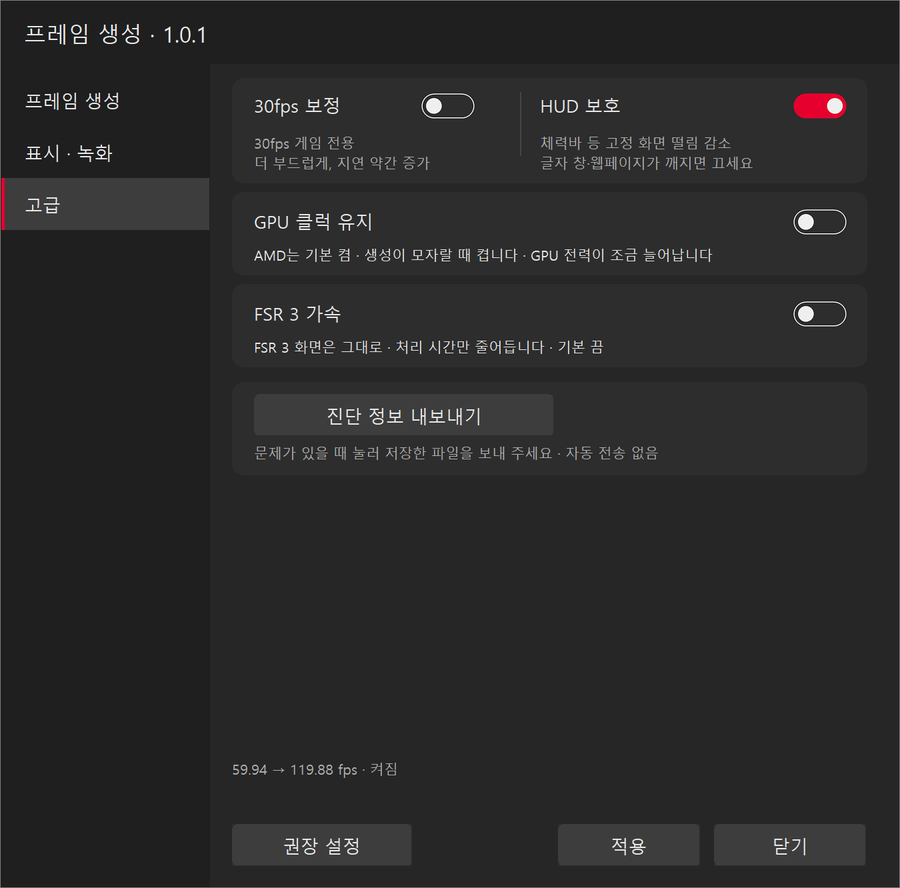 프레임 생성 · 1.0.1
프레임 생성
표시 · 녹화
고급
30fps 보정
30fps 게임 전용
더 부드럽게, 지연 약간 증가
HUD 보호
체력바 등 고정 화면 떨림 감소
글자 창·웹페이지가 깨지면 끄세요
GPU 클럭 유지
AMD는 기본 켬 · 생성이 모자랄 때 켭니다 · GPU 전력이 조금 늘어납니다
FSR 3 가속
FSR 3 화면은 그대로 · 처리 시간만 줄어듭니다 · 기본 끔
진단 정보 내보내기
문제가 있을 때 눌러 저장한 파일을 보내 주세요 · 자동 전송 없음
59.94 → 119.88 fps · 켜짐
권장 설정
적용
닫기